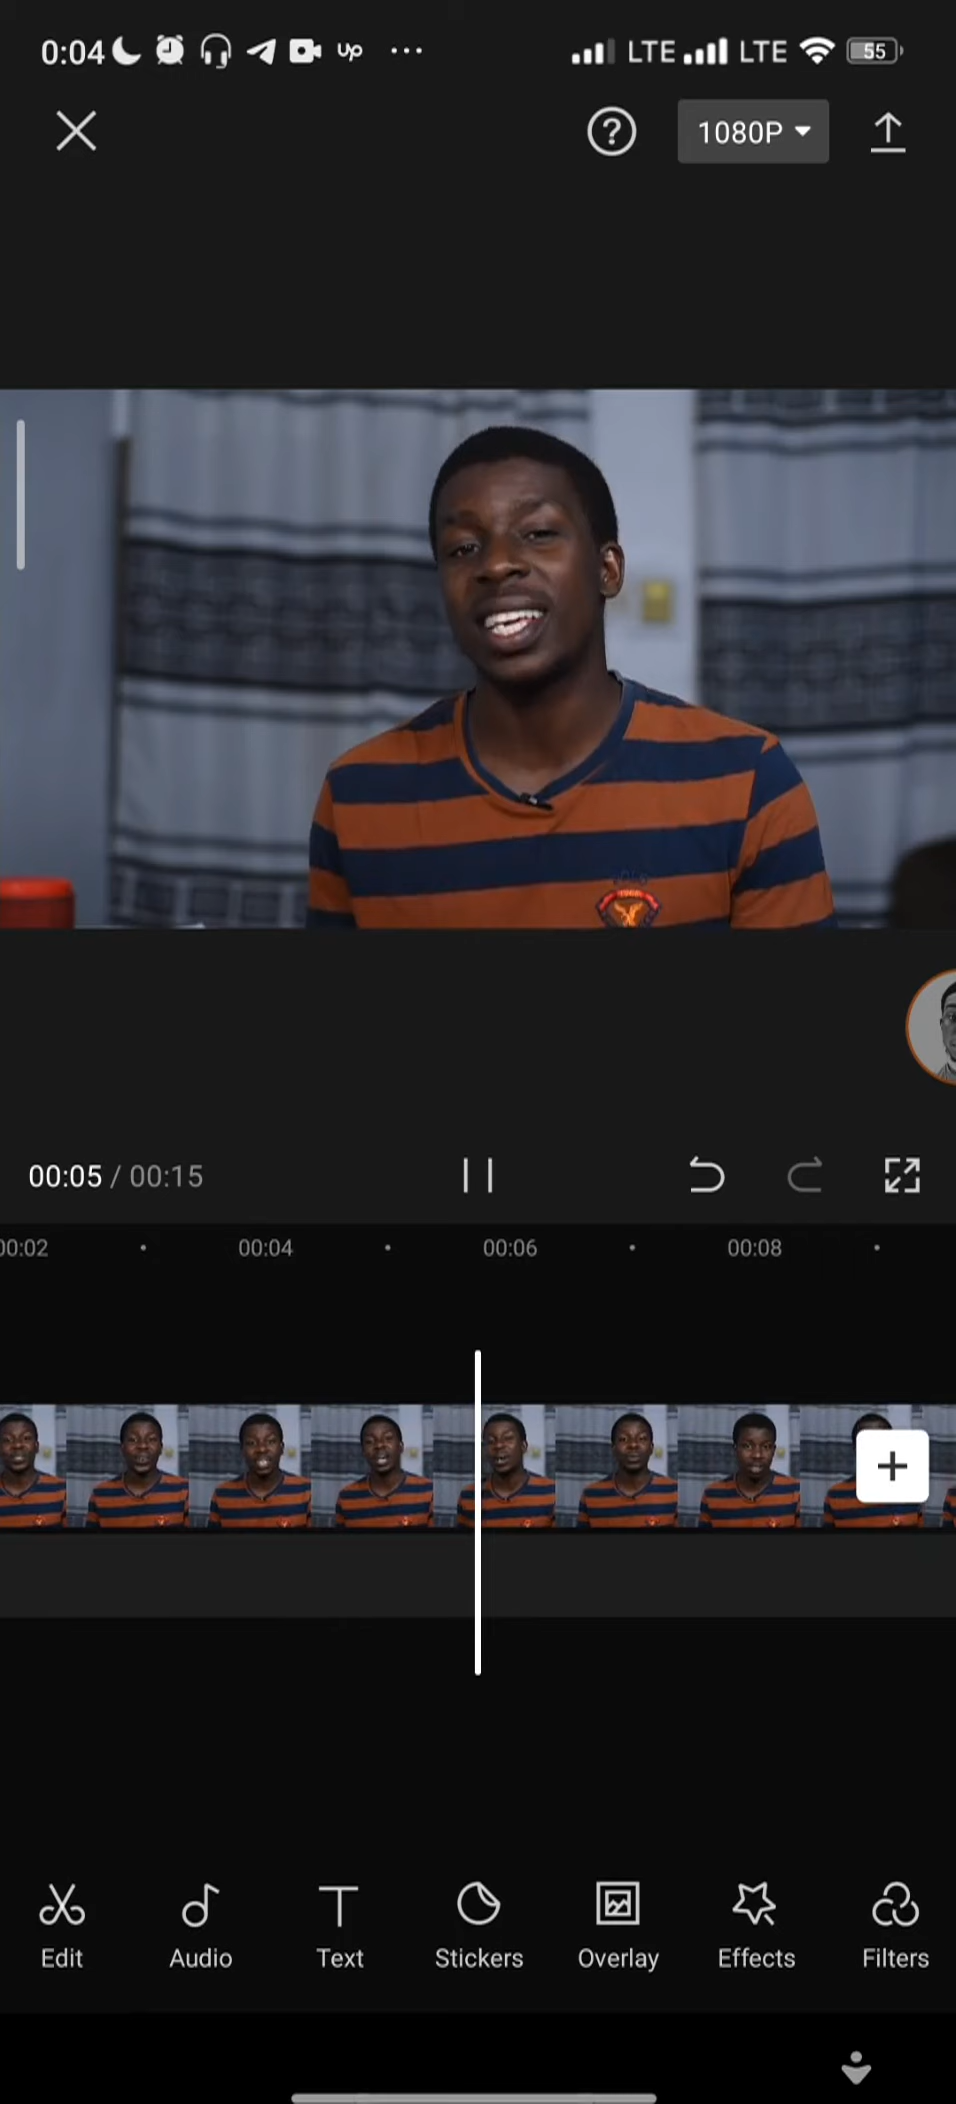 0:04 up ... LTE LTE 55
1080P
00:05 / 00:15
00:02 00:04 00:06 00:08
Edit Audio Text Stickers Overlay Effects Filters